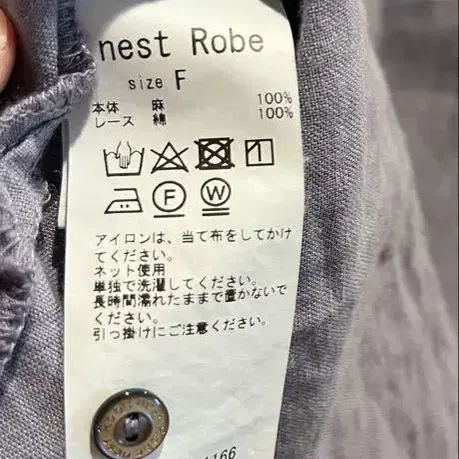 nest Robe
size F
本体 麻 100%
レース 綿 100%
F W
アイロンは、当て布をしてかけ
てください。
ネット使用
単独で洗濯してください。
長時間濡れたままで置かないで
ください。
引っ掛けにご注意ください。
1166